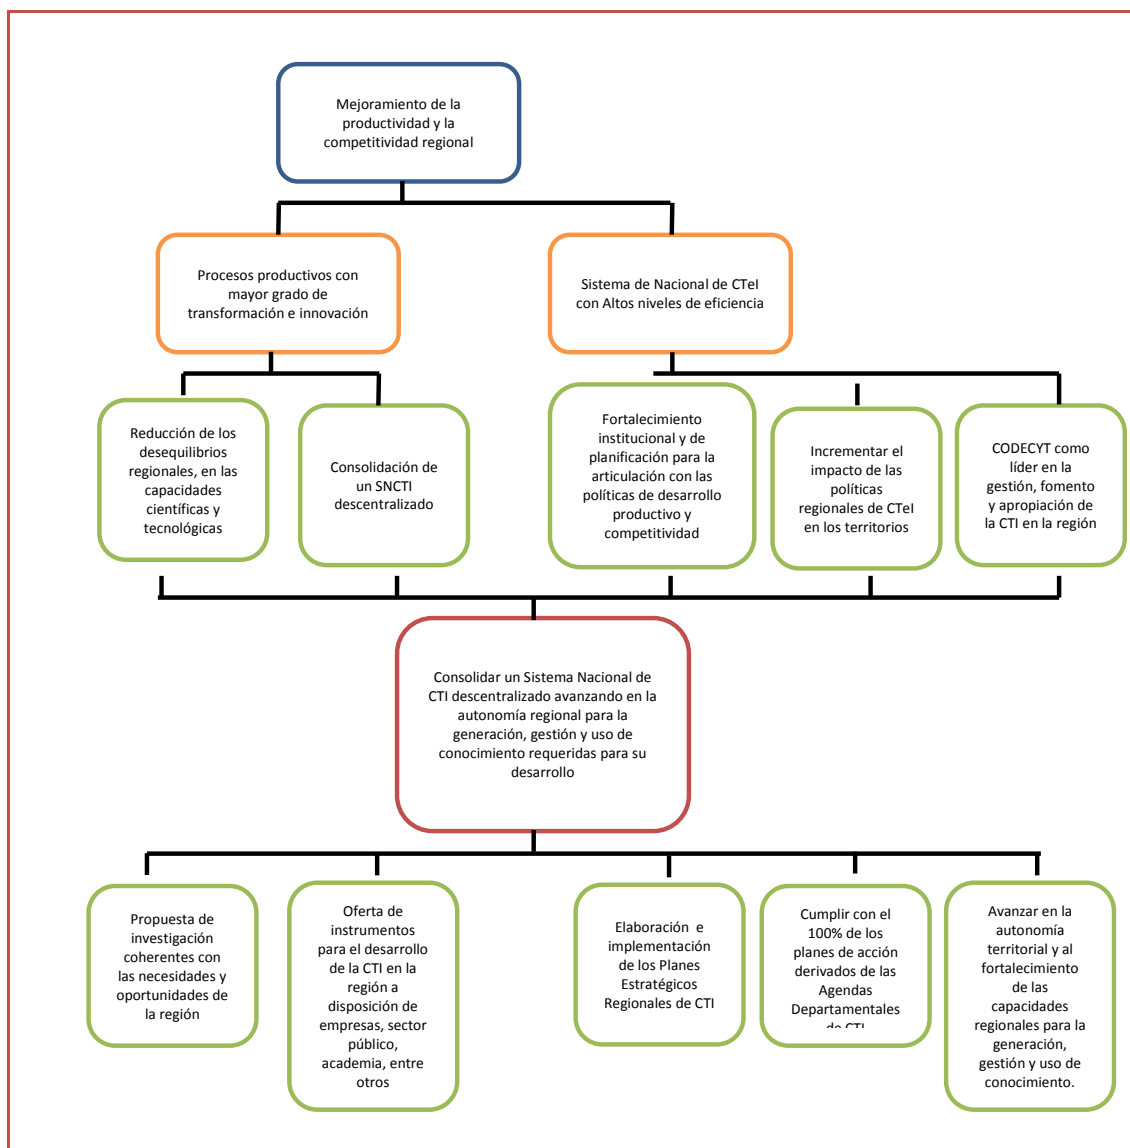 Mejoramiento de la
productividad y la
competitividad regional
Procesos productivos con
mayor grado de
transformación e innovación
Sistema de Nacional de CTeI
con Altos niveles de eficiencia
Reducción de los
desequilibrios
regionales, en las
capacidades
científicas y
tecnológicas
Consolidación de
un SNCTI
descentralizado
Fortalecimiento
institucional y de
planificación para la
articulación con las
políticas de desarrollo
productivo y
competitividad
Incrementar el
impacto de las
políticas
regionales de CTeI
en los territorios
CODECYT como
líder en la
gestión, fomento
y apropiación de
la CTI en la región
Consolidar un Sistema Nacional de
CTI descentralizado avanzando en la
autonomía regional para la
generación, gestión y uso de
conocimiento requeridas para su
desarrollo
Propuesta de
investigación
coherentes con
las necesidades y
oportunidades de
la región
Oferta de
instrumentos
para el desarrollo
de la CTI en la
región a
disposición de
empresas, sector
público,
academia, entre
otros
Elaboración e
implementación
de los Planes
Estratégicos
Regionales de CTI
Cumplir con el
100% de los
planes de acción
derivados de las
Agendas
Departamentales
de CTI
Avanzar en la
autonomía
territorial y al
fortalecimiento
de las
capacidades
regionales para la
generación,
gestión y uso de
conocimiento.